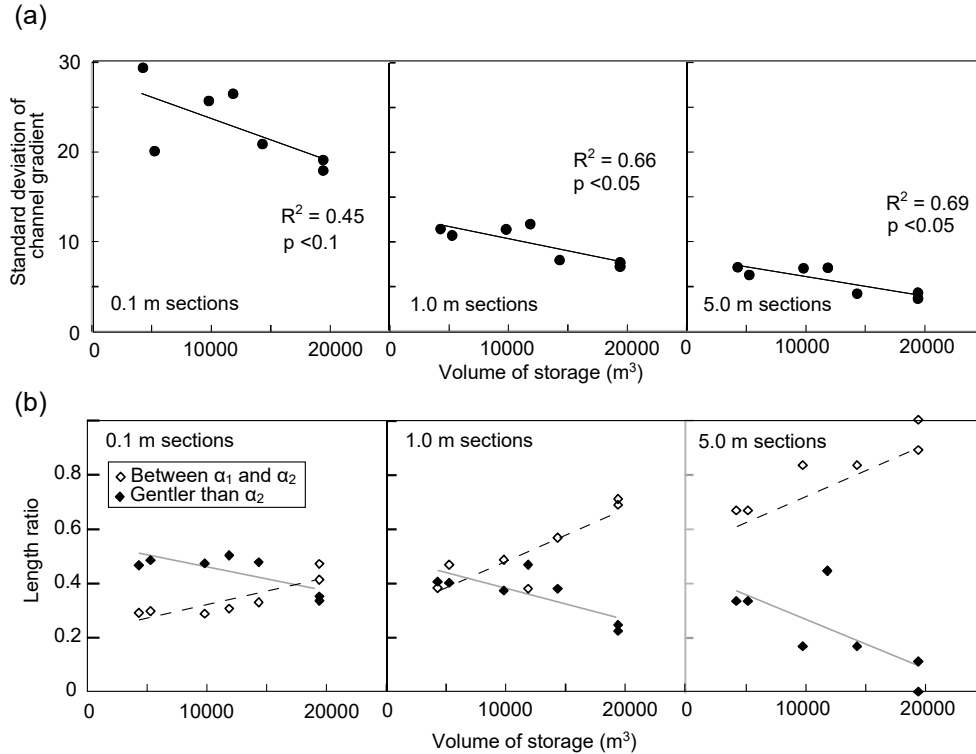 (a)
30
20
10
0
Standard deviation of
channel gradient
R² = 0.45
p <0.1
0.1 m sections
R² = 0.66
p <0.05
1.0 m sections
R² = 0.69
p <0.05
5.0 m sections
0 10000 20000 0 10000 20000 0 10000 20000
Volume of storage (m³)
(b)
0.8
0.6
0.4
0.2
0
Length ratio
0.1 m sections
Between α₁ and α₂
Gentler than α₂
1.0 m sections
5.0 m sections
0 10000 20000 0 10000 20000 0 10000 20000
Volume of storage (m³)